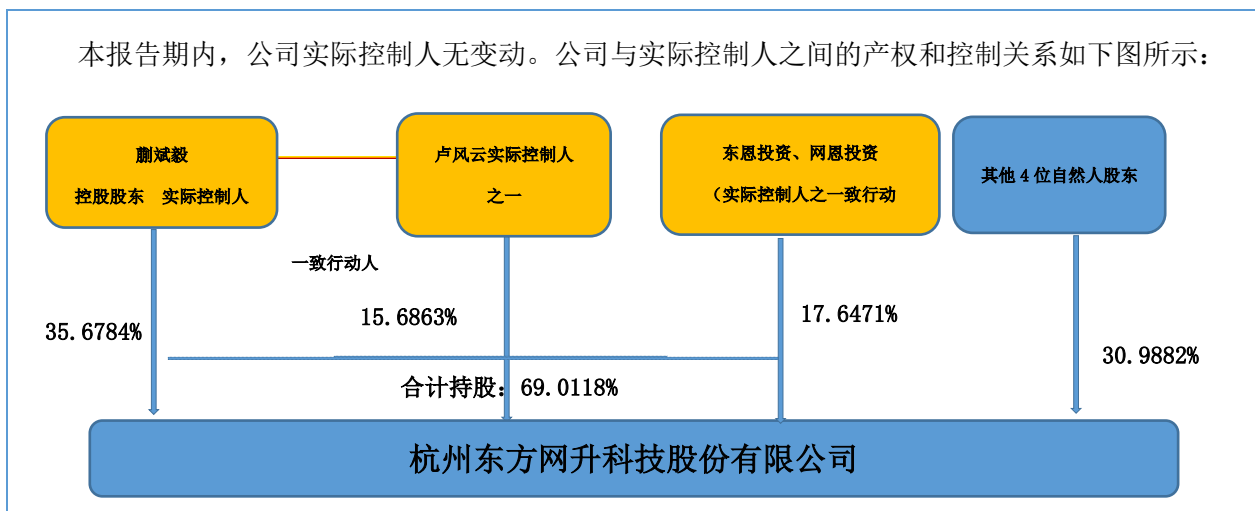 本报告期内，公司实际控制人无变动。公司与实际控制人之间的产权和控制关系如下图所示：
蒯斌毅
控股股东　实际控制人
卢风云实际控制人
之一
东恩投资、网恩投资
（实际控制人之一致行动
其他 4 位自然人股东
一致行动人
35.6784%
15.6863%
17.6471%
30.9882%
合计持股：69.0118%
杭州东方网升科技股份有限公司